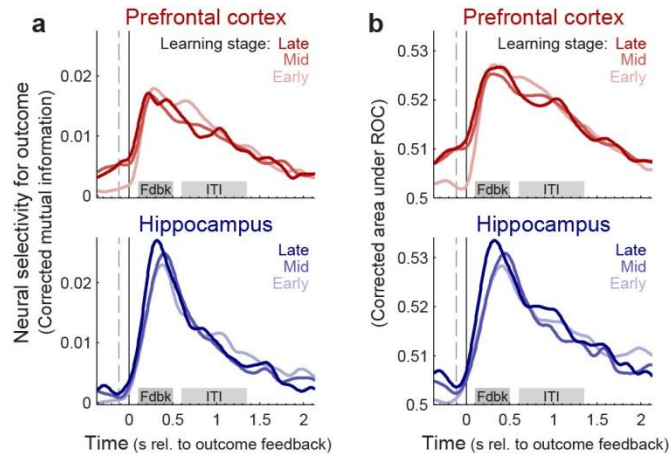 a
Prefrontal cortex
Learning stage: Late
Mid
Early
0.02
0.01
0
Fdbk
ITI
Neural selectivity for outcome
(Corrected mutual information)
Hippocampus
Late
Mid
Early
0.02
0.01
0
Fdbk
ITI
0 0.5 1 1.5 2
Time (s rel. to outcome feedback)
b
Prefrontal cortex
Learning stage: Late
Mid
Early
0.53
0.52
0.51
0.5
Fdbk
ITI
(Corrected area under ROC)
Hippocampus
Late
Mid
Early
0.53
0.52
0.51
0.5
Fdbk
ITI
0 0.5 1 1.5 2
Time (s rel. to outcome feedback)